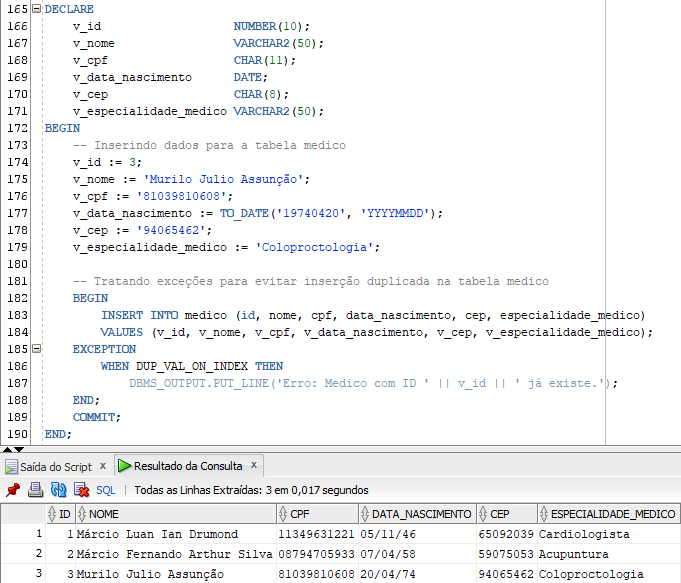 165 DECLARE
166 v_id NUMBER(10);
167 v_nome VARCHAR2(50);
168 v_cpf CHAR(11);
169 v_data_nascimento DATE;
170 v_cep CHAR(8);
171 v_especialidade_medico VARCHAR2(50);
172 BEGIN
173 -- Inserindo dados para a tabela medico
174 v_id := 3;
175 v_nome := 'Murilo Julio Assunção';
176 v_cpf := '81039810608';
177 v_data_nascimento := TO_DATE('19740420', 'YYYYMMDD');
178 v_cep := '94065462';
179 v_especialidade_medico := 'Coloproctologia';
180
181 -- Tratando exceções para evitar inserção duplicada na tabela medico
182 BEGIN
183 INSERT INTO medico (id, nome, cpf, data_nascimento, cep, especialidade_medico)
184 VALUES (v_id, v_nome, v_cpf, v_data_nascimento, v_cep, v_especialidade_medico);
185 EXCEPTION
186 WHEN DUP_VAL_ON_INDEX THEN
187 DBMS_OUTPUT.PUT_LINE('Erro: Medico com ID ' || v_id || ' já existe.');
188 END;
189 COMMIT;
190 END;
Saída do Script x Resultado da Consulta x
SQL | Todas as Linhas Extraídas: 3 em 0,017 segundos
ID NOME CPF DATA_NASCIMENTO CEP ESPECIALIDADE_MEDICO
1 1 Márcio Luan Ian Drumond 11349631221 05/11/46 65092039 Cardiologista
2 2 Márcio Fernando Arthur Silva 08794705933 07/04/58 59075053 Acupuntura
3 3 Murilo Julio Assunção 81039810608 20/04/74 94065462 Coloproctologia